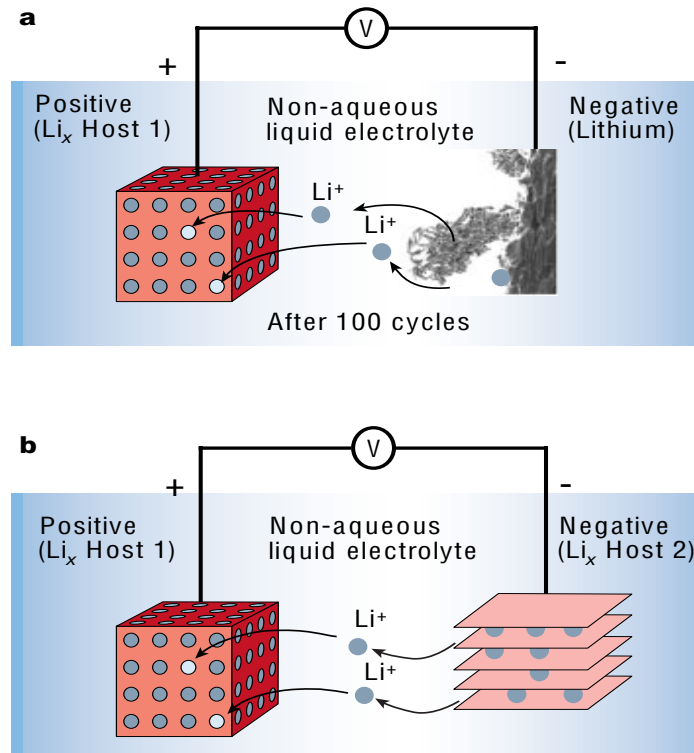 a
V
+
-
Positive
(Liₓ Host 1)
Non-aqueous
liquid electrolyte
Negative
(Lithium)
Li⁺
Li⁺
After 100 cycles
b
V
+
-
Positive
(Liₓ Host 1)
Non-aqueous
liquid electrolyte
Negative
(Liₓ Host 2)
Li⁺
Li⁺